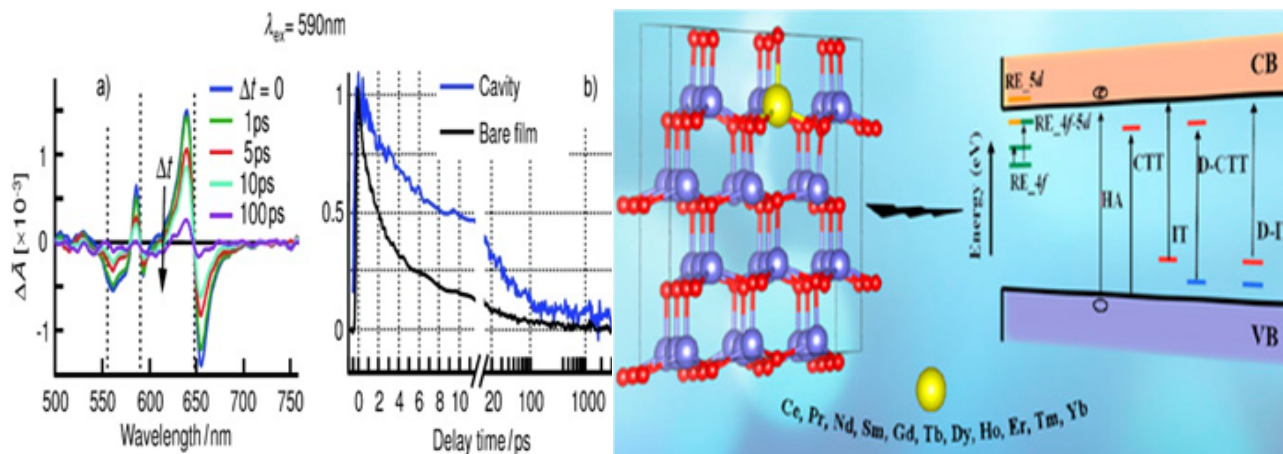 λex = 590nm
a)
Δt = 0
1ps
5ps
10ps
100ps
Δt
ΔA [×10⁻³]
1
0
-1
500 550 600 650 700 750
Wavelength / nm
b)
Cavity
Bare film
1
0.5
0
0 2 4 6 8 10 20 100 1000
Delay time / ps
CB
RE_5d
RE_4f-5d
RE_4f
Energy (eV)
HA
CTT
IT
D-CTT
D-I
VB
Ce, Pr, Nd, Sm, Gd, Tb, Dy, Ho, Er, Tm, Yb